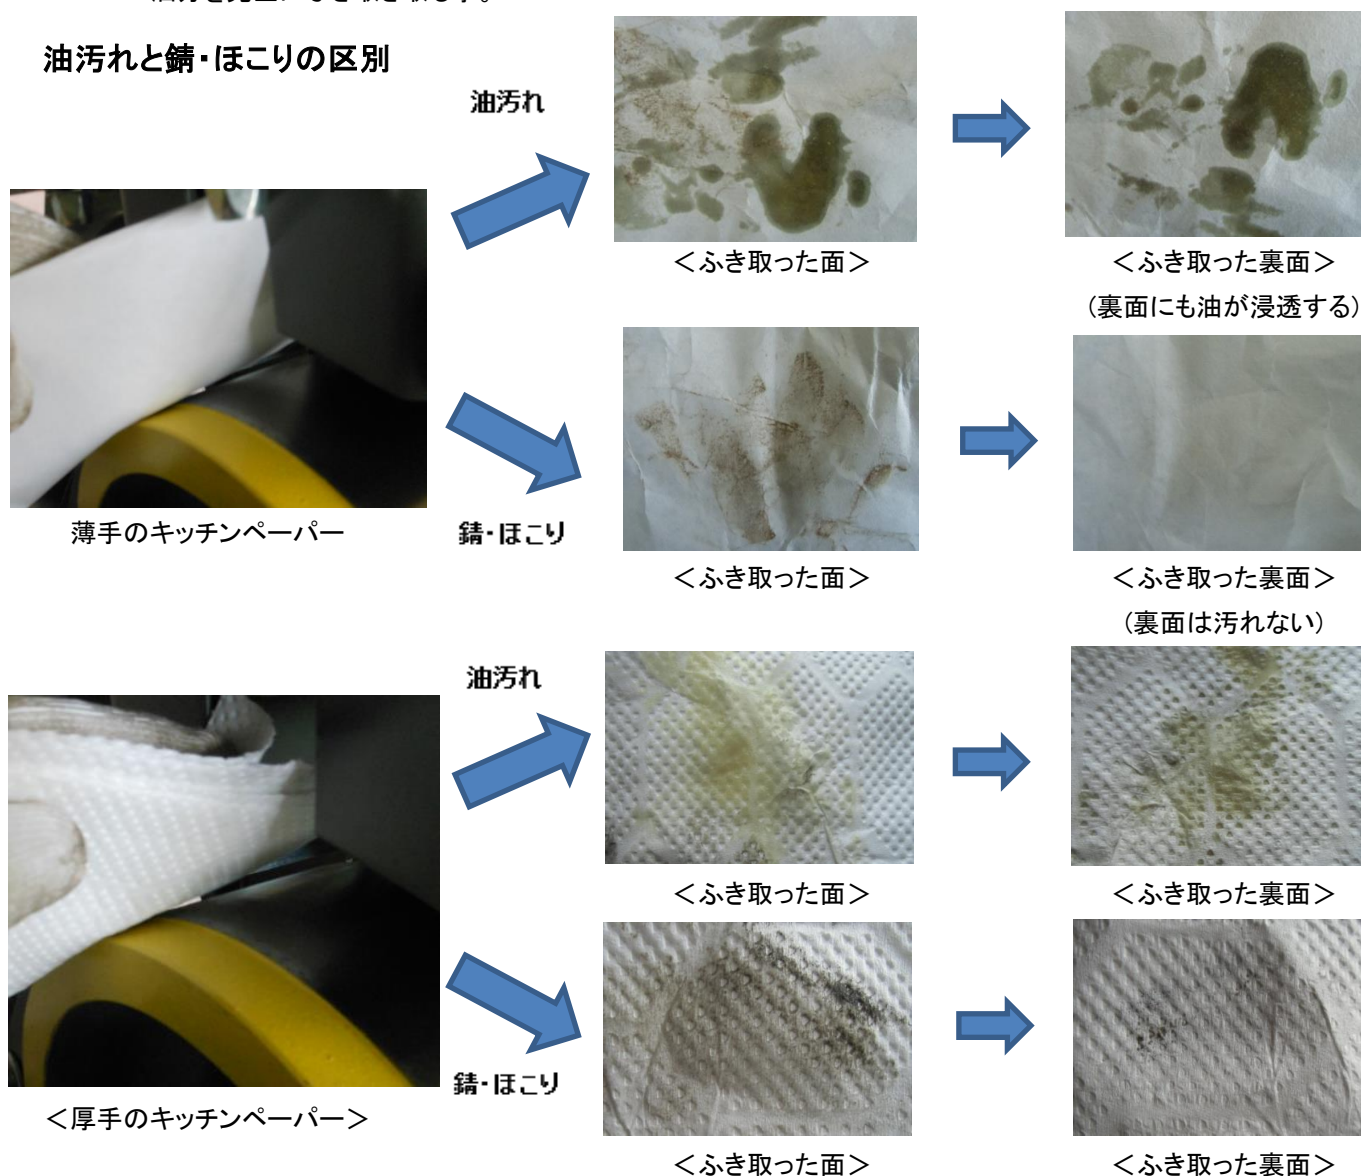 油汚れと錆・ほこりの区別
油汚れ
＜ふき取った面＞
＜ふき取った裏面＞
(裏面にも油が浸透する)
薄手のキッチンペーパー
錆・ほこり
＜ふき取った面＞
＜ふき取った裏面＞
(裏面は汚れない)
油汚れ
＜ふき取った面＞
＜ふき取った裏面＞
＜厚手のキッチンペーパー＞
錆・ほこり
＜ふき取った面＞
＜ふき取った裏面＞